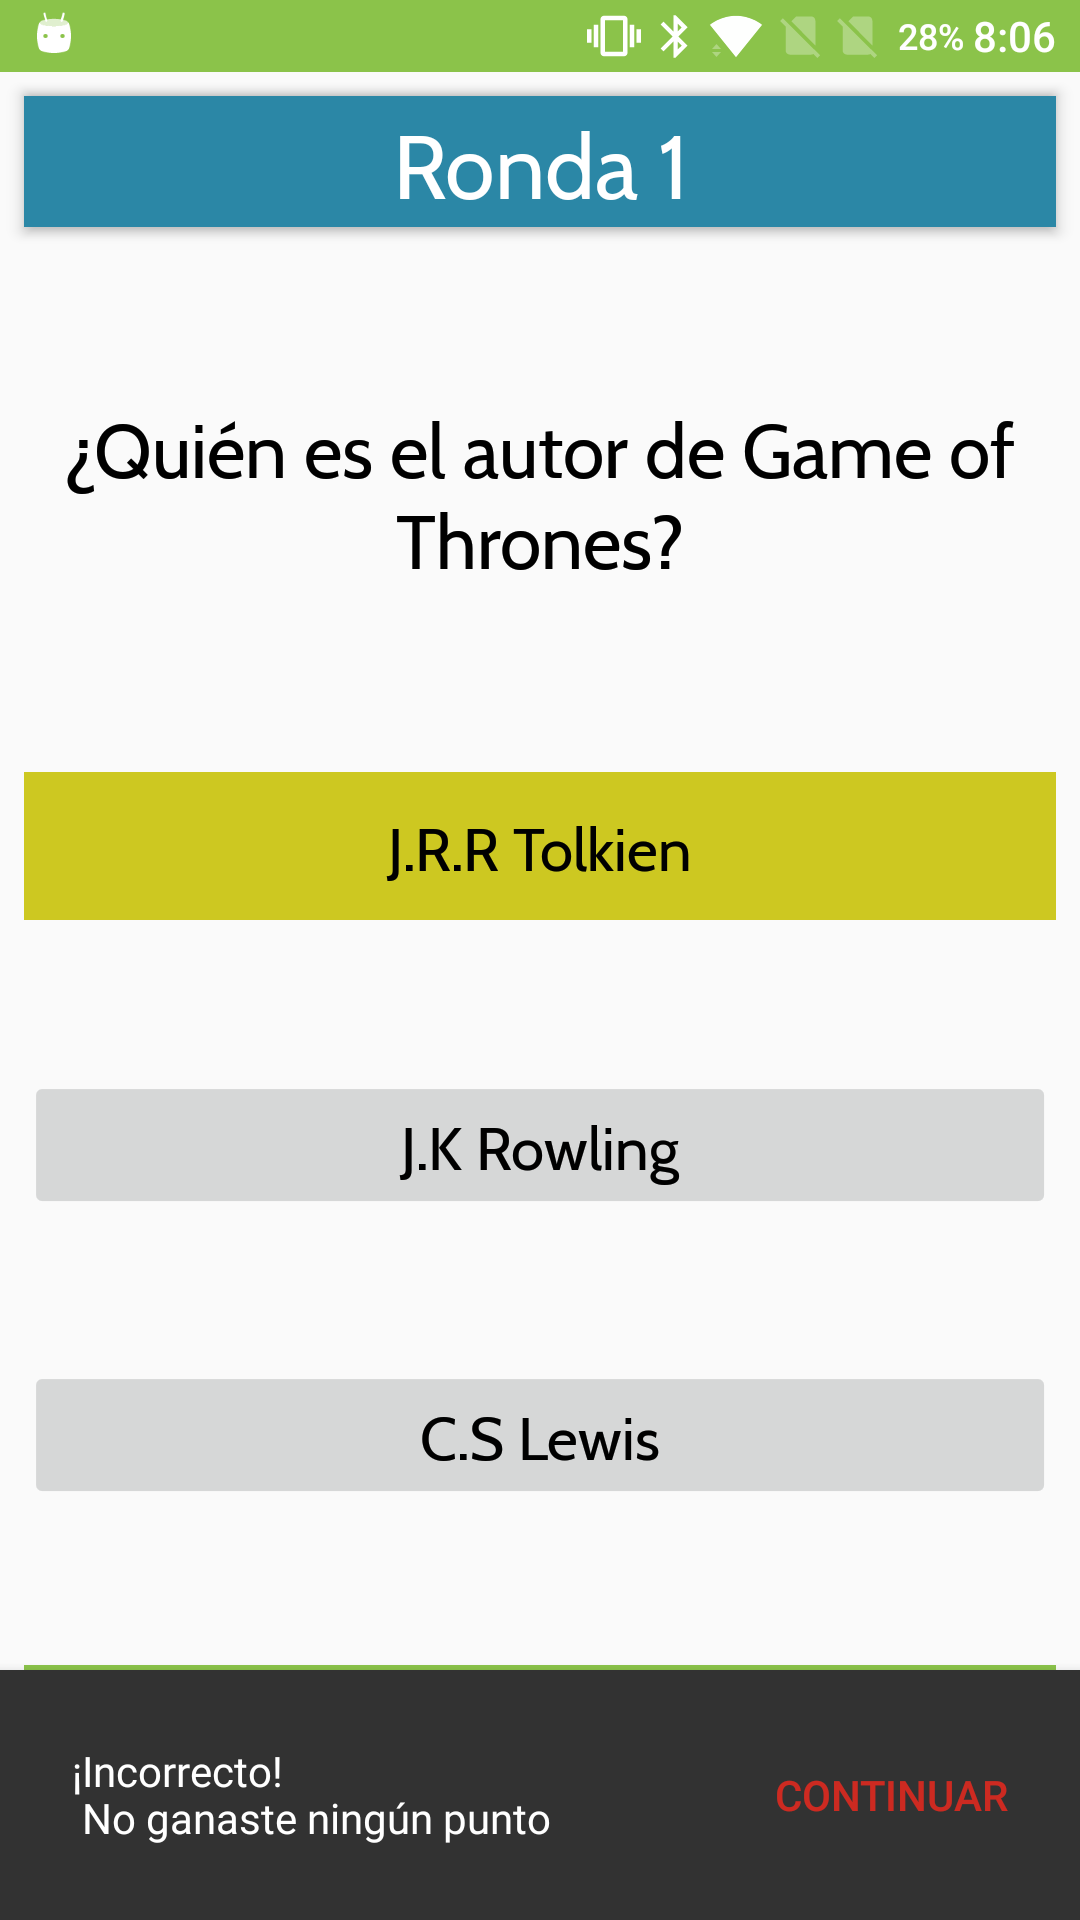 28% 8:06
Ronda 1
¿Quién es el autor de Game of
Thrones?
J.R.R Tolkien
J.K Rowling
C.S Lewis
¡Incorrecto!
No ganaste ningún punto
CONTINUAR